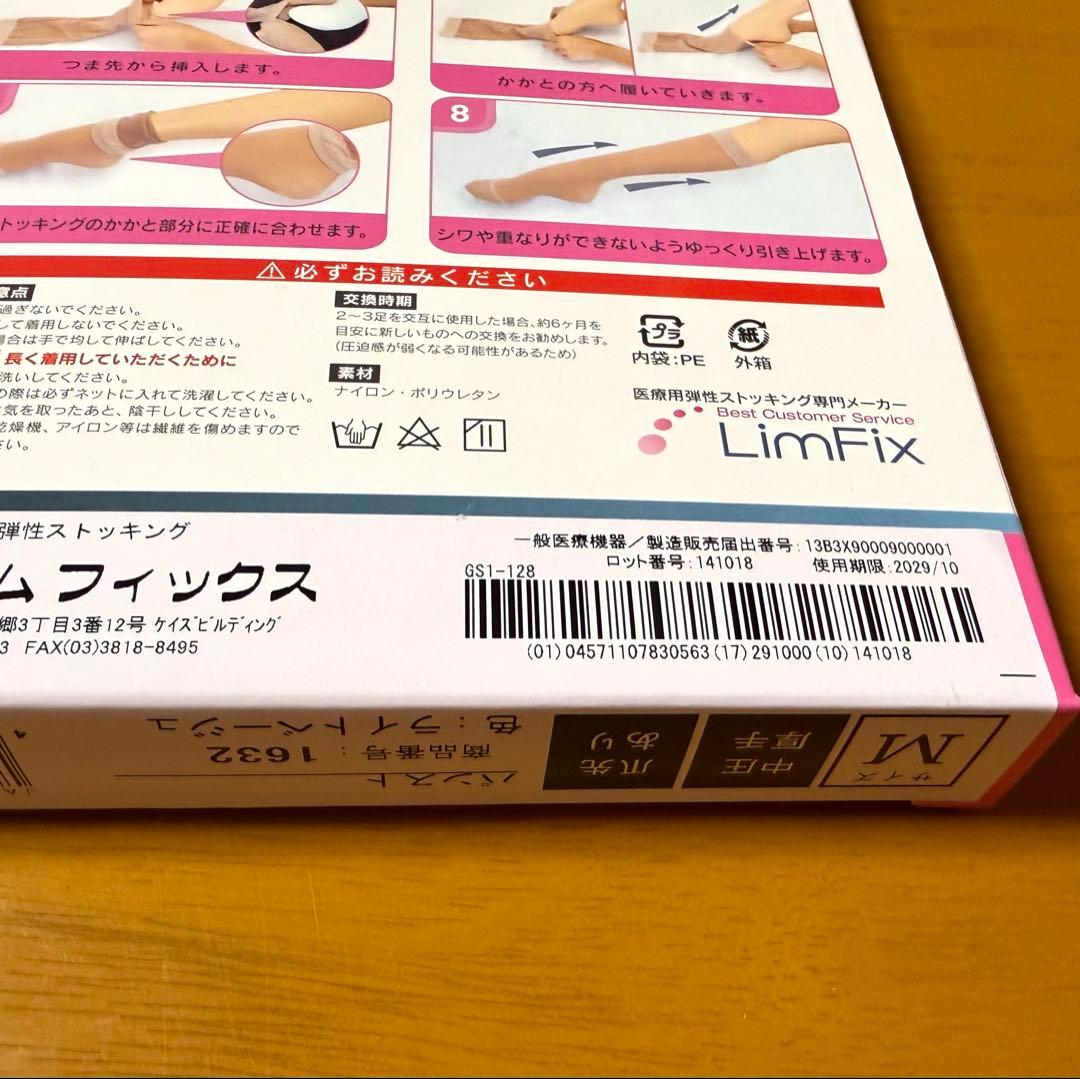 つま先から挿入します。
かかとの方へ履いていきます。
8
トッキングのかかと部分に正確に合わせます。
シワや重なりができないようゆっくり引き上げます。
必ずお読みください
意点
過ぎないでください。
して着用しないでください。
場合は手で均して伸ばしてください。
長く着用していただくために
洗いしてください。
の際は必ずネットに入れて洗濯してください。
気を取ったあと、陰干ししてください。
乾燥機、アイロン等は繊維を傷めますので
さい。
交換時期
2〜3足を交互に使用した場合、約6ヶ月を
目安に新しいものへの交換をお勧めします。
(圧迫感が弱くなる可能性があるため)
素材
ナイロン・ポリウレタン
プラ
内袋:PE
紙
外箱
医療用弾性ストッキング専門メーカー
Best Customer Service
LimFix
弾性ストッキング
ム フィックス
郷3丁目3番12号 ケイズビルディング
3 FAX(03)3818-8495
一般医療機器/製造販売届出番号:13B3X90009000001
ロット番号:141018 使用期限:2029/10
GS1-128
(01)04571107830563(17)291000(10)141018
サイズ
M
中圧
厚手
爪先
あり
パンスト
商品番号:1632
色:ライトベージュ